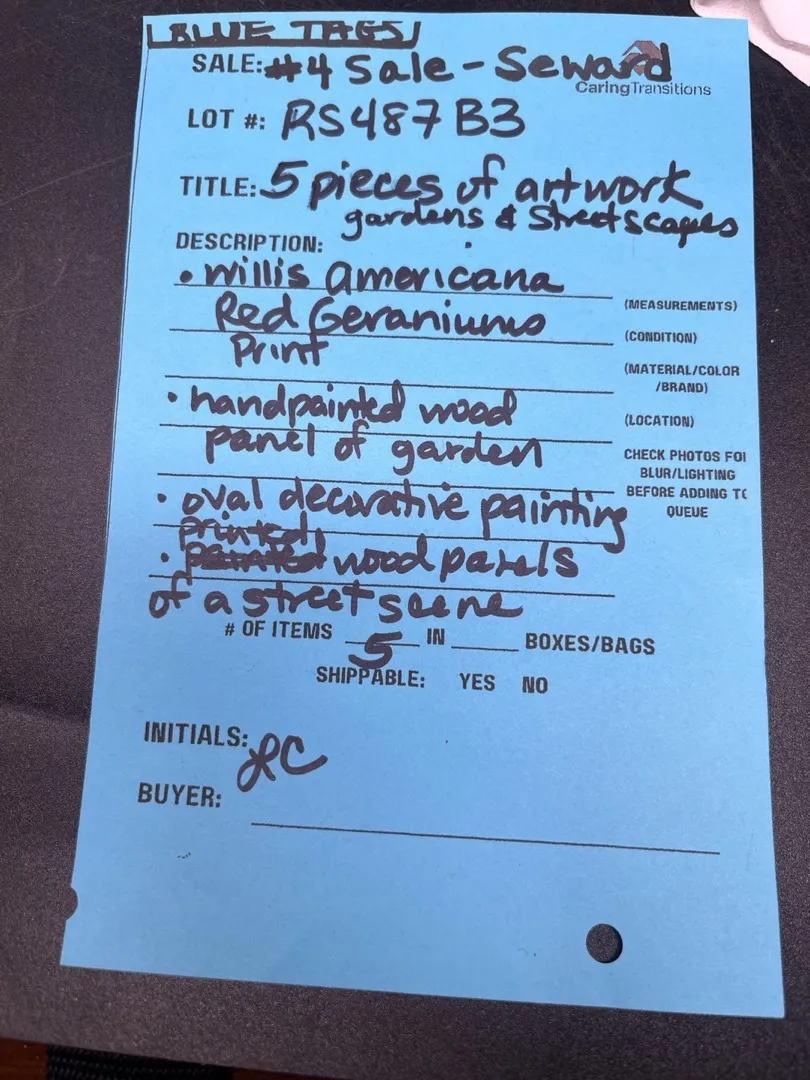 BLUE TAGS
SALE: #4 Sale - Seward
CaringTransitions
LOT #: RS487 B3
TITLE: 5 pieces of artwork
gardens & Streetscapes
DESCRIPTION:
• willis americana
(MEASUREMENTS)
Red Geraniums
(CONDITION)
Print
(MATERIAL/COLOR
/BRAND)
• handpainted wood
(LOCATION)
panel of garden
CHECK PHOTOS FOI
BLUR/LIGHTING
BEFORE ADDING TO
QUEUE
• oval decorative painting
printed
• painted wood panels
of a street scene
# OF ITEMS 5 IN ____ BOXES/BAGS
SHIPPABLE: YES NO
INITIALS: LC
BUYER: